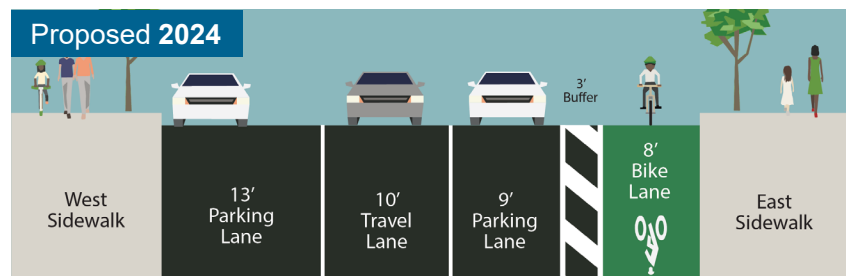 Proposed 2024
3’
Buffer
West
Sidewalk
13’
Parking
Lane
10’
Travel
Lane
9’
Parking
Lane
8’
Bike
Lane
East
Sidewalk